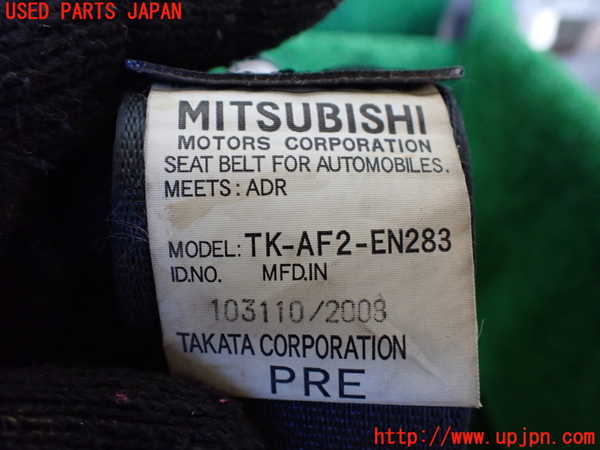 USED PARTS JAPAN
MITSUBISHI
MOTORS CORPORATION
SEAT BELT FOR AUTOMOBILES.
MEETS: ADR
MODEL: TK-AF2-EN283
ID.NO. MFD.IN
103110/2008
TAKATA CORPORATION
PRE
http://www.upjpn.com/